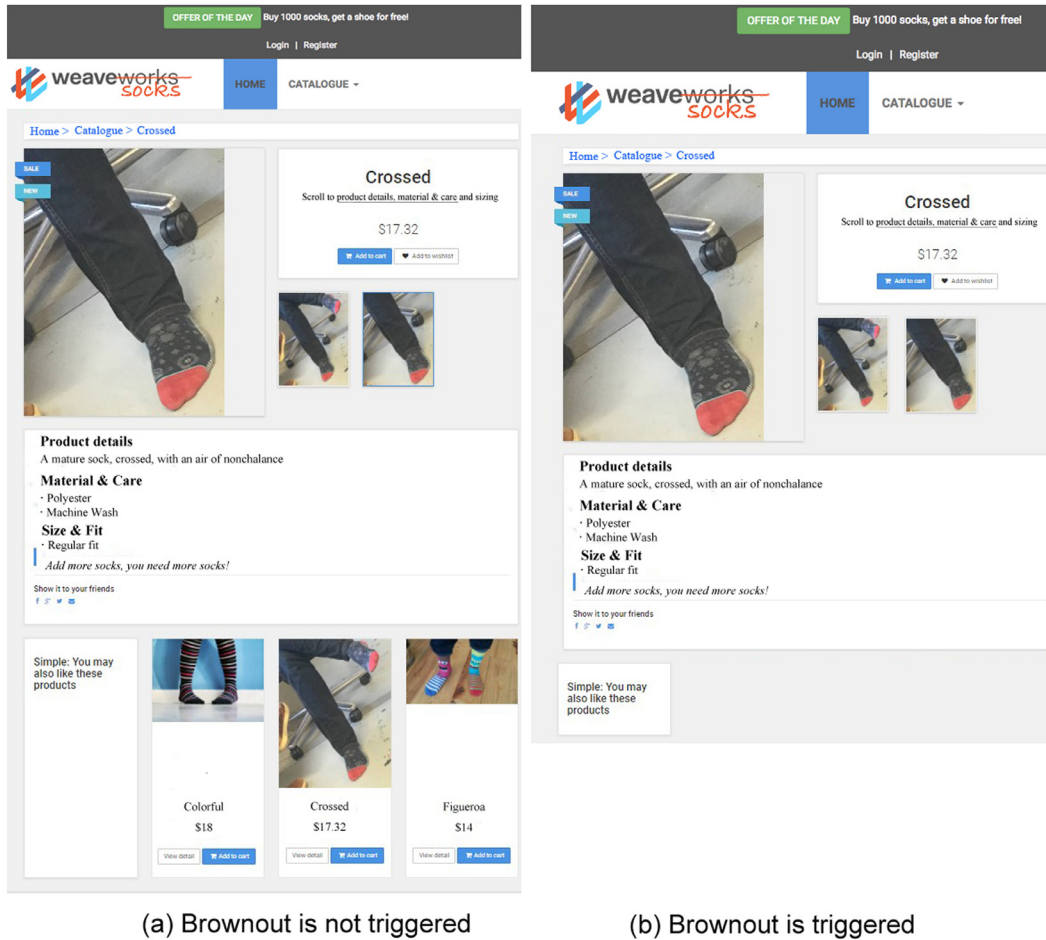 OFFER OF THE DAY Buy 1000 socks, get a shoe for free!
Login | Register
weaveworks
socks
HOME CATALOGUE
Home > Catalogue > Crossed
SALE
NEW
Crossed
Scroll to product details, material & care and sizing
$17.32
Add to cart Add to wishlist
Product details
A mature sock, crossed, with an air of nonchalance
Material & Care
· Polyester
· Machine Wash
Size & Fit
· Regular fit
Add more socks, you need more socks!
Show it to your friends
Simple: You may
also like these
products
Colorful
$18
View detail Add to cart
Crossed
$17.32
View detail Add to cart
Figueroa
$14
View detail Add to cart
(a) Brownout is not triggered
OFFER OF THE DAY Buy 1000 socks, get a shoe for free!
Login | Register
weaveworks
socks
HOME CATALOGUE
Home > Catalogue > Crossed
SALE
NEW
Crossed
Scroll to product details, material & care and sizing
$17.32
Add to cart Add to wishlist
Product details
A mature sock, crossed, with an air of nonchalance
Material & Care
· Polyester
· Machine Wash
Size & Fit
· Regular fit
Add more socks, you need more socks!
Show it to your friends
Simple: You may
also like these
products
(b) Brownout is triggered